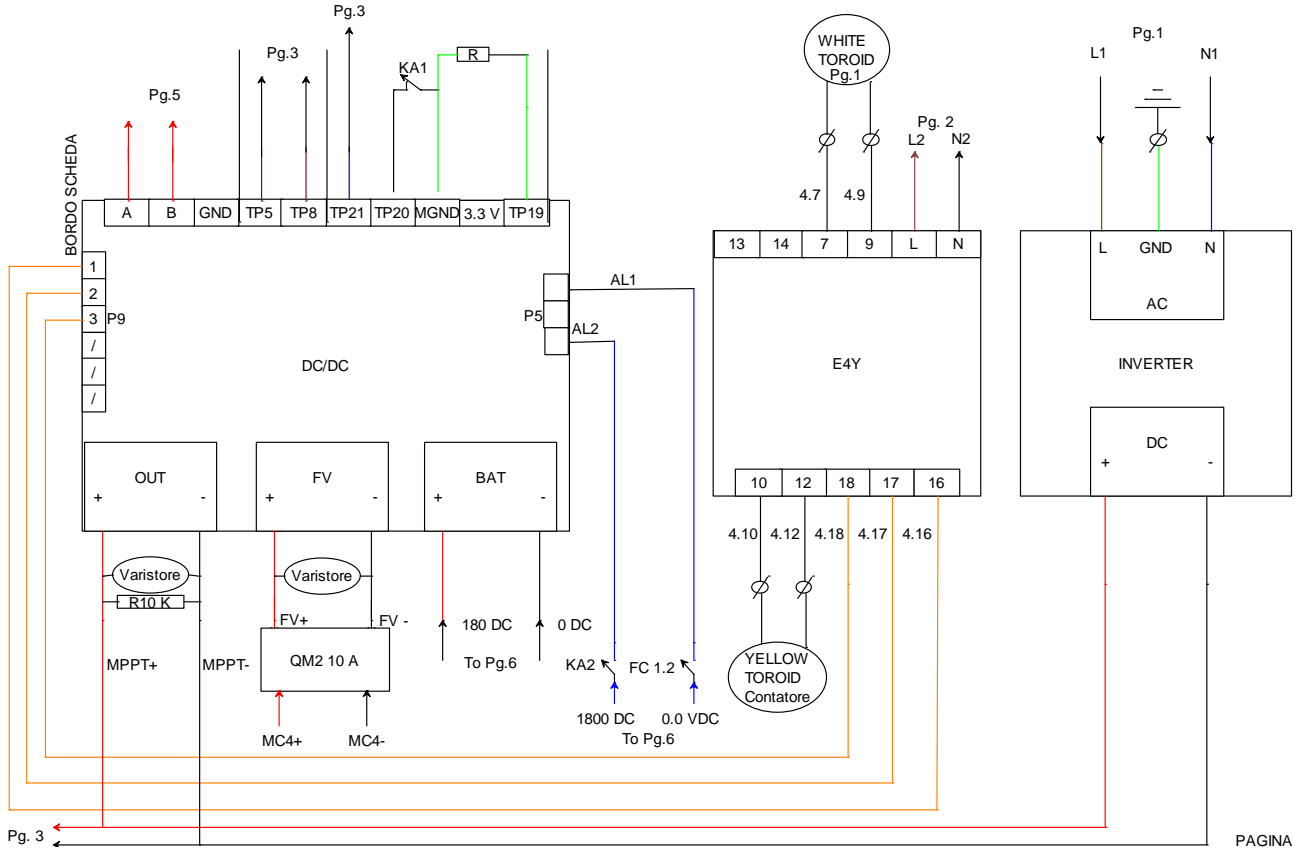 Pg.3
Pg.3
Pg.5
KA1
R
WHITE
TOROID
Pg.1
Pg. 2
L2 N2
Pg.1
L1 N1
BORDO SCHEDA
4.7 4.9
A B GND TP5 TP8 TP21 TP20 MGND 3.3 V TP19
13 14 7 9 L N
L GND N
AC
1
2
3 P9
/
/
/
AL1
P5
AL2
DC/DC
E4Y
INVERTER
OUT
+ -
FV
+ -
BAT
+ -
10 12 18 17 16
DC
+ -
4.10 4.12 4.18 4.17 4.16
Varistore
R10 K
Varistore
FV+ FV -
180 DC 0 DC
To Pg.6
MPPT+ MPPT-
QM2 10 A
KA2 FC 1.2
YELLOW
TOROID
Contatore
1800 DC 0.0 VDC
To Pg.6
MC4+ MC4-
Pg. 3
PAGINA